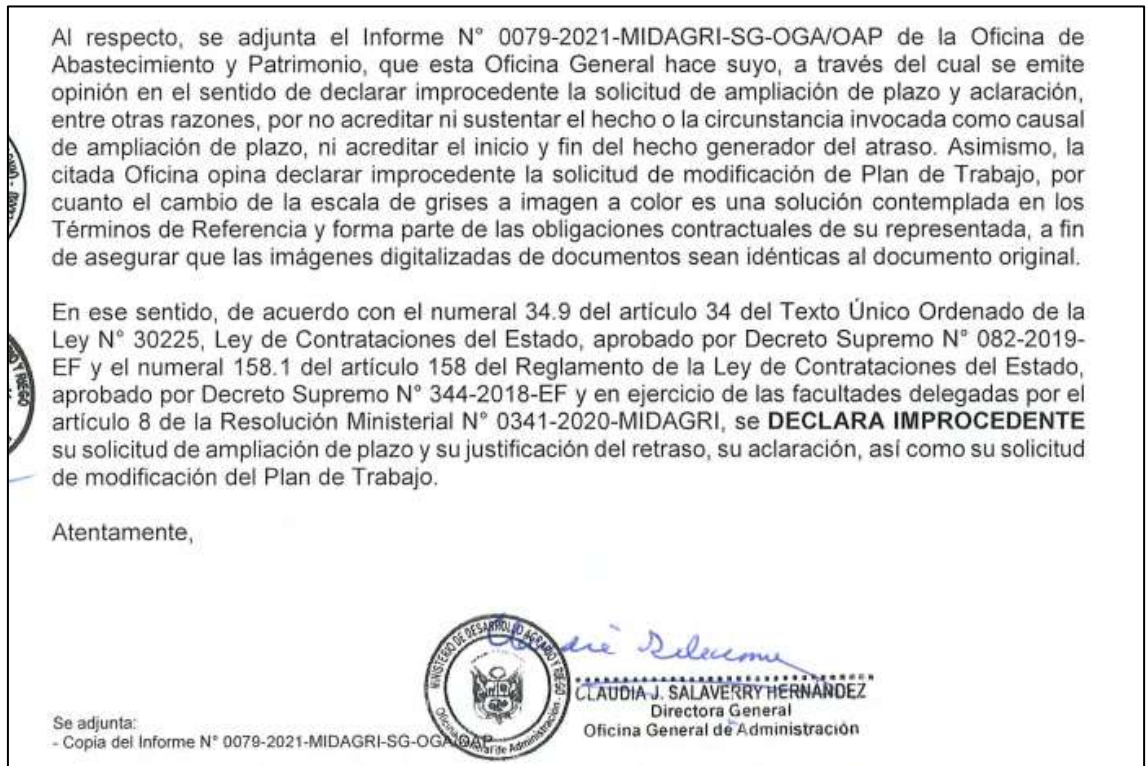 Al respecto, se adjunta el Informe N° 0079-2021-MIDAGRI-SG-OGA/OAP de la Oficina de
Abastecimiento y Patrimonio, que esta Oficina General hace suyo, a través del cual se emite
opinión en el sentido de declarar improcedente la solicitud de ampliación de plazo y aclaración,
entre otras razones, por no acreditar ni sustentar el hecho o la circunstancia invocada como causal
de ampliación de plazo, ni acreditar el inicio y fin del hecho generador del atraso. Asimismo, la
citada Oficina opina declarar improcedente la solicitud de modificación de Plan de Trabajo, por
cuanto el cambio de la escala de grises a imagen a color es una solución contemplada en los
Términos de Referencia y forma parte de las obligaciones contractuales de su representada, a fin
de asegurar que las imágenes digitalizadas de documentos sean idénticas al documento original.
En ese sentido, de acuerdo con el numeral 34.9 del artículo 34 del Texto Único Ordenado de la
Ley N° 30225, Ley de Contrataciones del Estado, aprobado por Decreto Supremo N° 082-2019-
EF y el numeral 158.1 del artículo 158 del Reglamento de la Ley de Contrataciones del Estado,
aprobado por Decreto Supremo N° 344-2018-EF y en ejercicio de las facultades delegadas por el
artículo 8 de la Resolución Ministerial N° 0341-2020-MIDAGRI, se DECLARA IMPROCEDENTE
su solicitud de ampliación de plazo y su justificación del retraso, su aclaración, así como su solicitud
de modificación del Plan de Trabajo.
Atentamente,
MINISTERIO DE DESARROLLO AGRARIO Y RIEGO
Oficina General de Administración
CLAUDIA J. SALAVERRY HERNÁNDEZ
Directora General
Oficina General de Administración
Se adjunta:
- Copia del Informe N° 0079-2021-MIDAGRI-SG-OGA/OAP
Y RIEGO